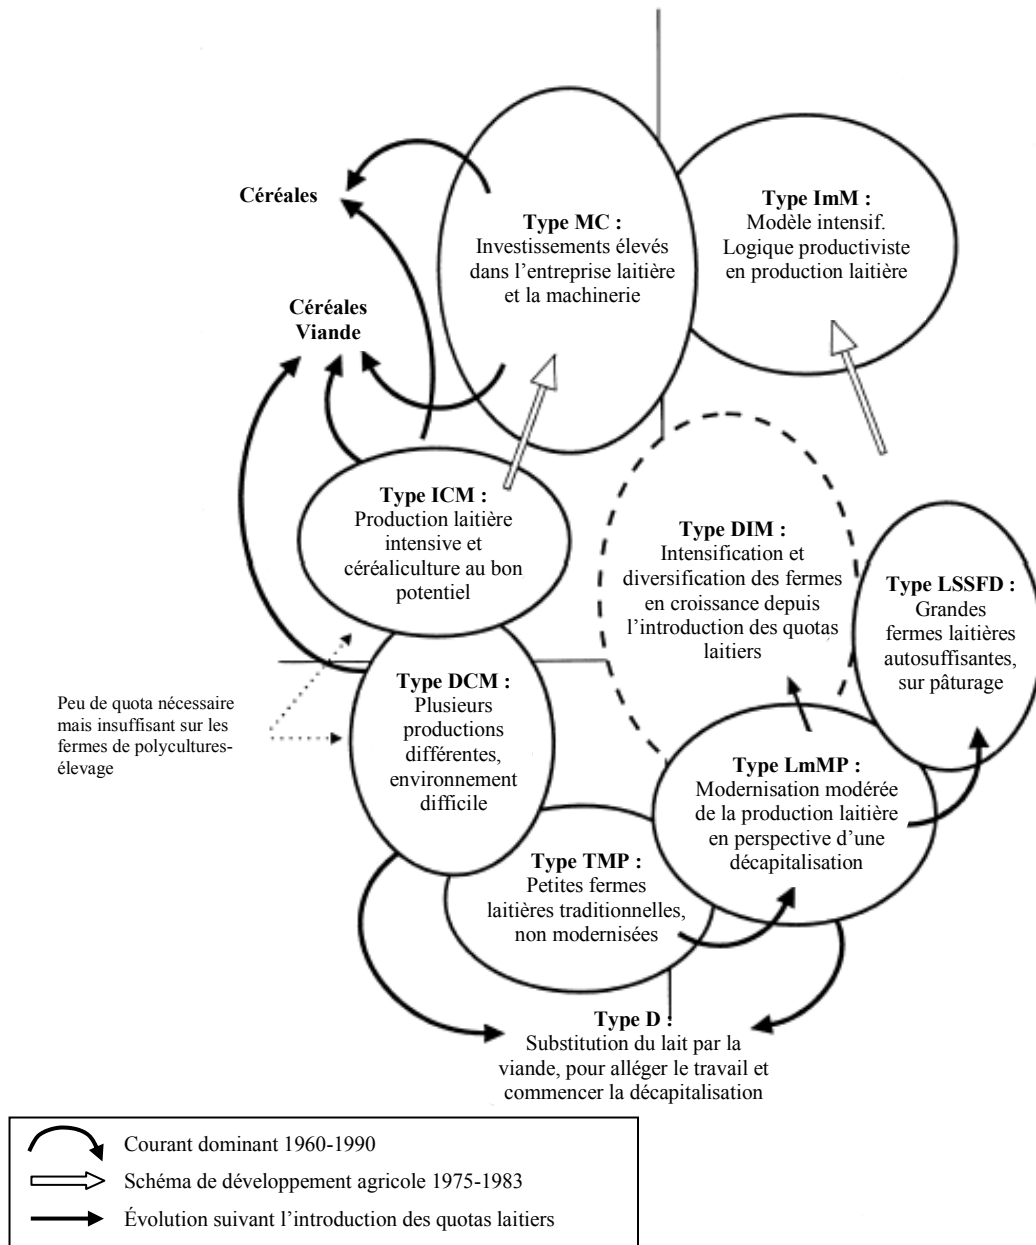 Céréales
Céréales
Viande
Type MC :
Investissements élevés
dans l'entreprise laitière
et la machinerie
Type ImM :
Modèle intensif.
Logique productiviste
en production laitière
Type ICM :
Production laitière
intensive et
céréaliculture au bon
potentiel
Type DIM :
Intensification et
diversification des fermes
en croissance depuis
l'introduction des quotas
laitiers
Type LSSFD :
Grandes
fermes laitières
autosuffisantes,
sur pâturage
Peu de quota nécessaire
mais insuffisant sur les
fermes de polycultures-
élevage
Type DCM :
Plusieurs
productions
différentes,
environnement
difficile
Type LmMP :
Modernisation modérée
de la production laitière
en perspective d'une
décapitalisation
Type TMP :
Petites fermes
laitières traditionnelles,
non modernisées
Type D :
Substitution du lait par la
viande, pour alléger le travail et
commencer la décapitalisation
Courant dominant 1960-1990
Schéma de développement agricole 1975-1983
Évolution suivant l'introduction des quotas laitiers